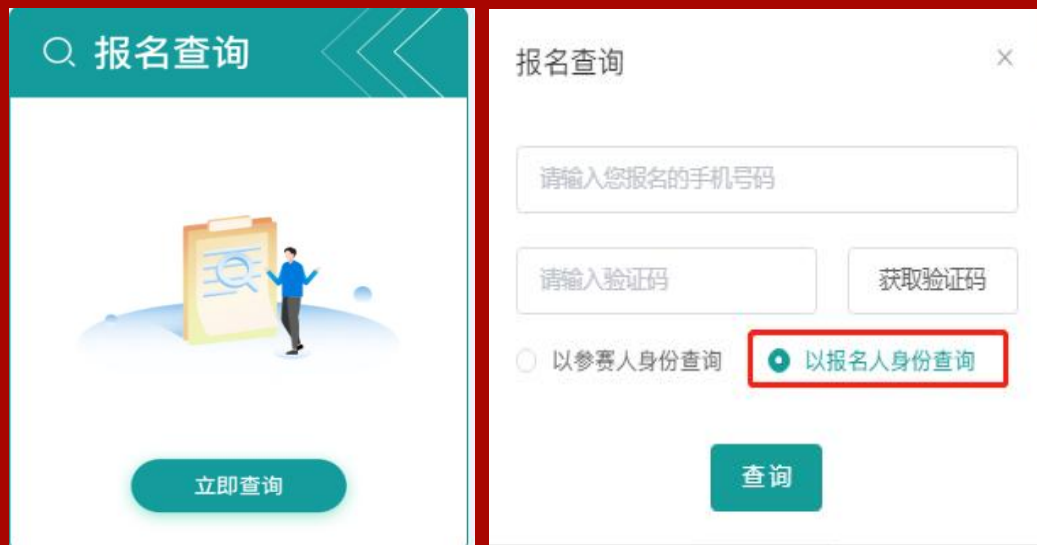 报名查询
立即查询
报名查询
请输入您报名的手机号码
请输入验证码 获取验证码
以参赛人身份查询 以报名人身份查询
查询